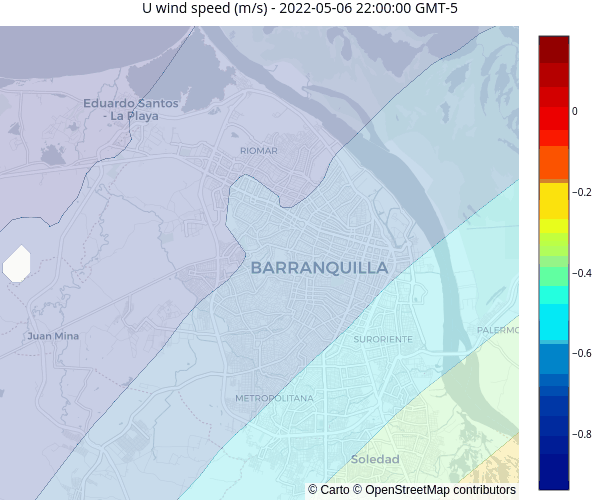 U wind speed (m/s) - 2022-05-06 22:00:00 GMT-5
Eduardo Santos
- La Playa
RIOMAR
BARRANQUILLA
Juan Mina
SURORIENTE
PALERMO
METROPOLITANA
Soledad
0
−0.2
−0.4
−0.6
−0.8
© Carto © OpenStreetMap contributors